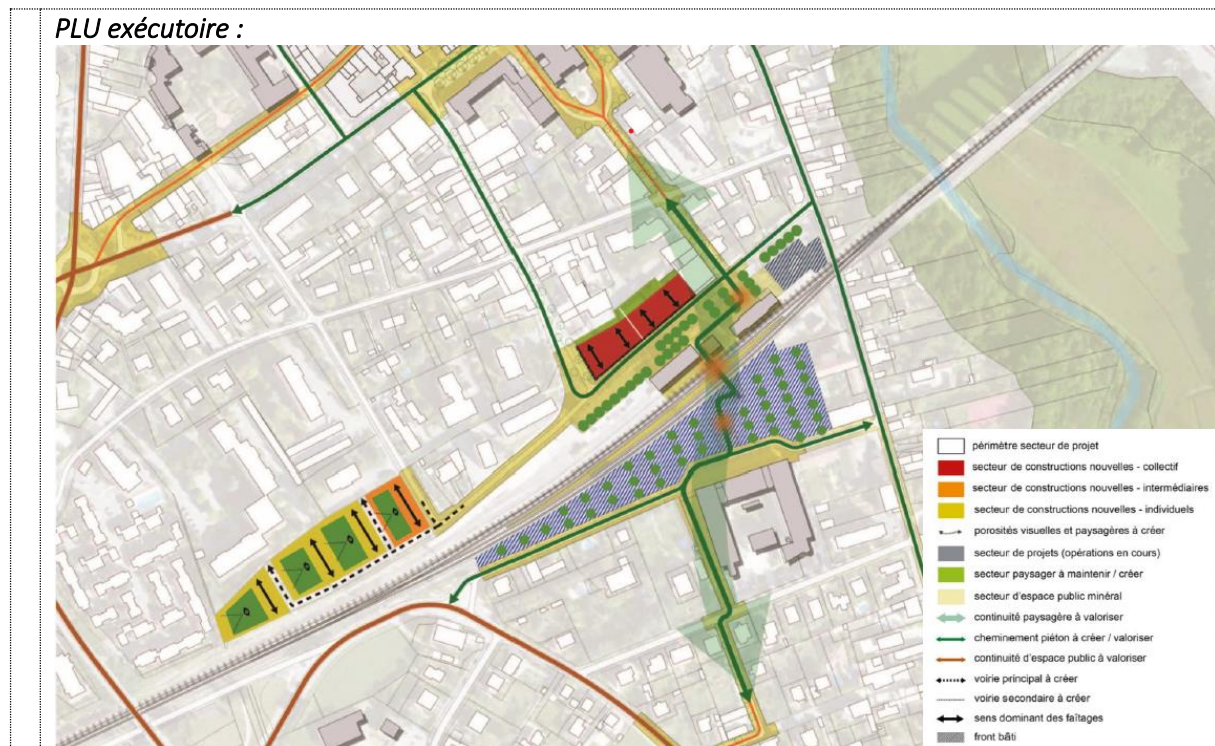 PLU exécutoire :
périmètre secteur de projet
secteur de constructions nouvelles - collectif
secteur de constructions nouvelles - intermédiaires
secteur de constructions nouvelles - individuels
porosités visuelles et paysagères à créer
secteur de projets (opérations en cours)
secteur paysager à maintenir / créer
secteur d'espace public minéral
continuité paysagère à valoriser
cheminement piéton à créer / valoriser
continuité d'espace public à valoriser
voirie principal à créer
voirie secondaire à créer
sens dominant des faîtages
front bâti